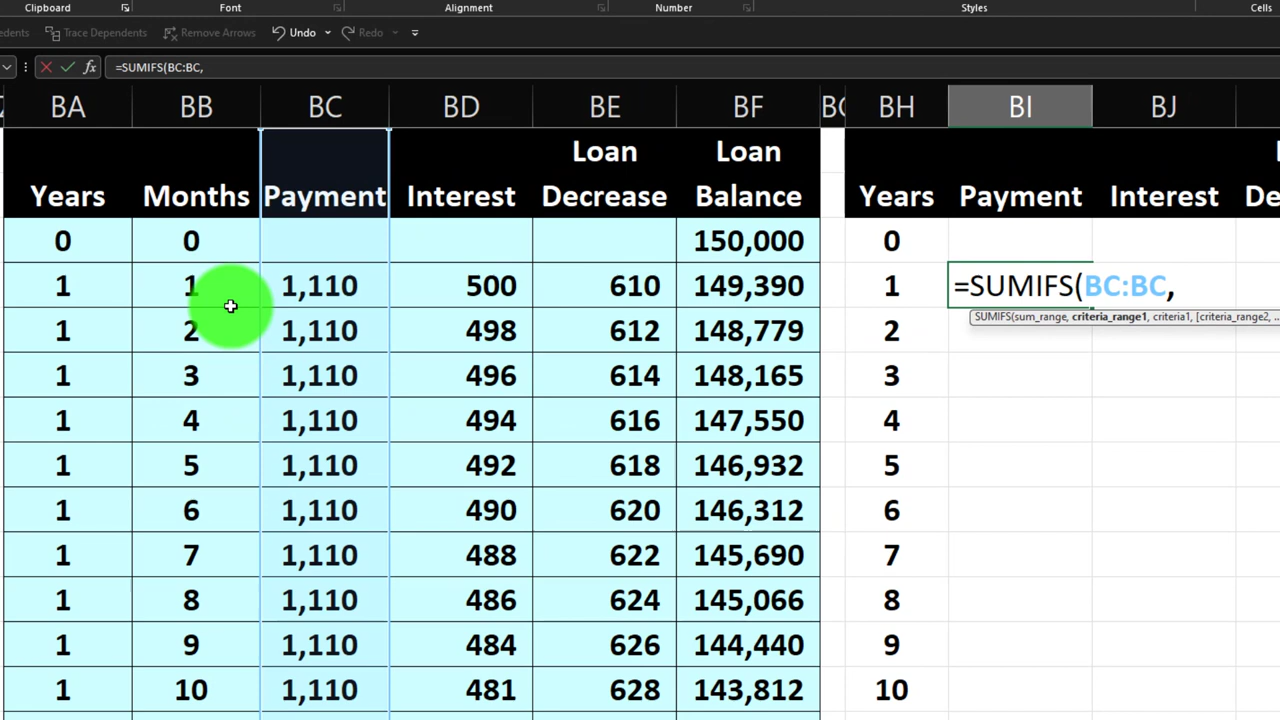 Clipboard Font Alignment Number Styles Cells
edents Trace Dependents Remove Arrows Undo Redo
=SUMIFS(BC:BC,
BA BB BC BD BE BF BH BI BJ
Loan Loan
Years Months Payment Interest Decrease Balance Years Payment Interest De
0 0 150,000 0
1 1 1,110 500 610 149,390 1 =SUMIFS(BC:BC,
SUMIFS(sum_range, criteria_range1, criteria1, [criteria_range2, ...
1 2 1,110 498 612 148,779 2
1 3 1,110 496 614 148,165 3
1 4 1,110 494 616 147,550 4
1 5 1,110 492 618 146,932 5
1 6 1,110 490 620 146,312 6
1 7 1,110 488 622 145,690 7
1 8 1,110 486 624 145,066 8
1 9 1,110 484 626 144,440 9
1 10 1,110 481 628 143,812 10